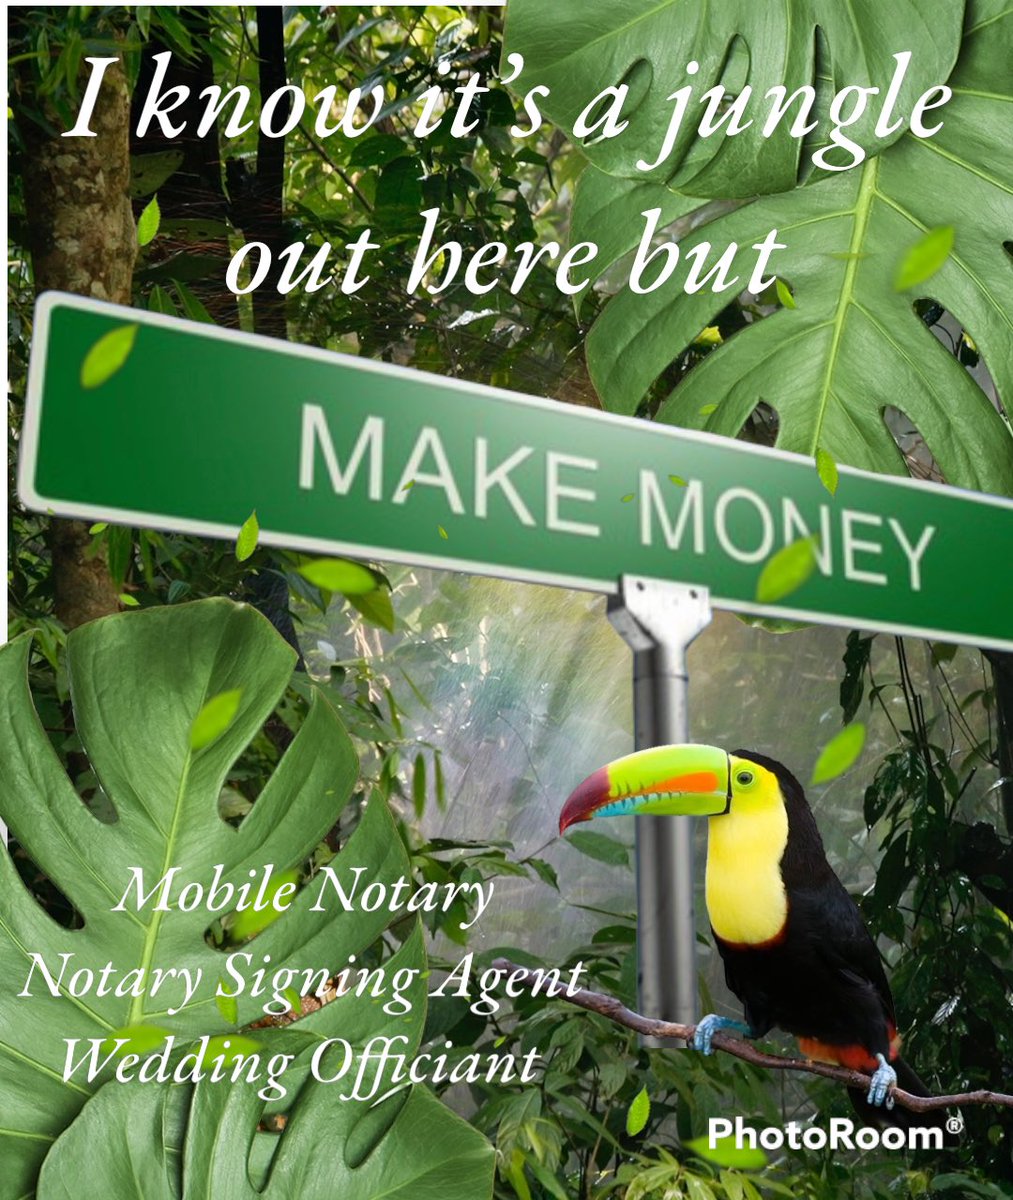 I know it's a jungle
out here but
MAKE MONEY
Mobile Notary
Notary Signing Agent
Wedding Officiant
PhotoRoom®